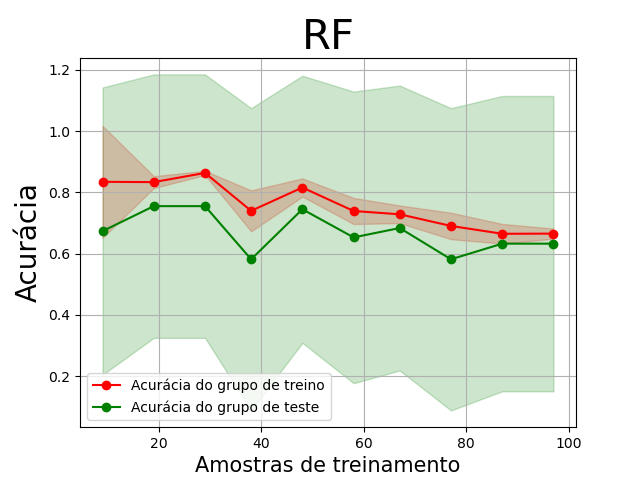 RF
1.2
1.0
0.8
0.6
0.4
0.2
Acurácia
Acurácia do grupo de treino
Acurácia do grupo de teste
20 40 60 80 100
Amostras de treinamento